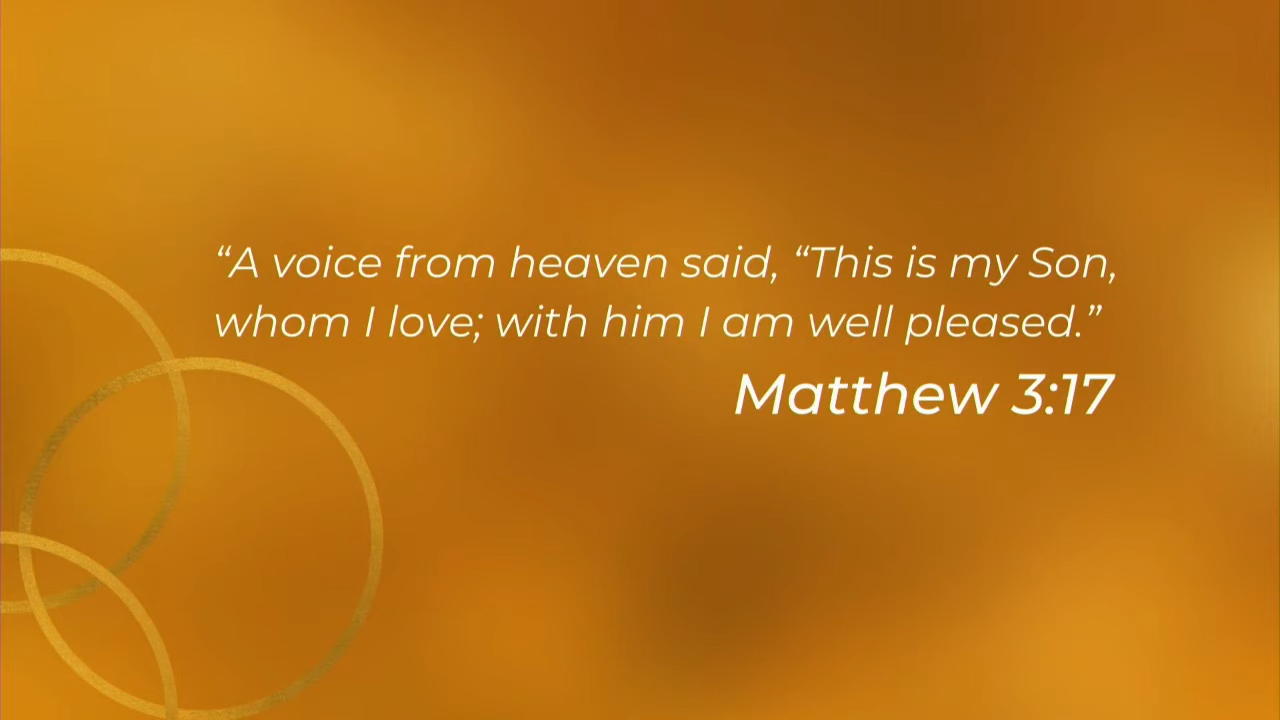 “A voice from heaven said, “This is my Son,
whom I love; with him I am well pleased.”
Matthew 3:17